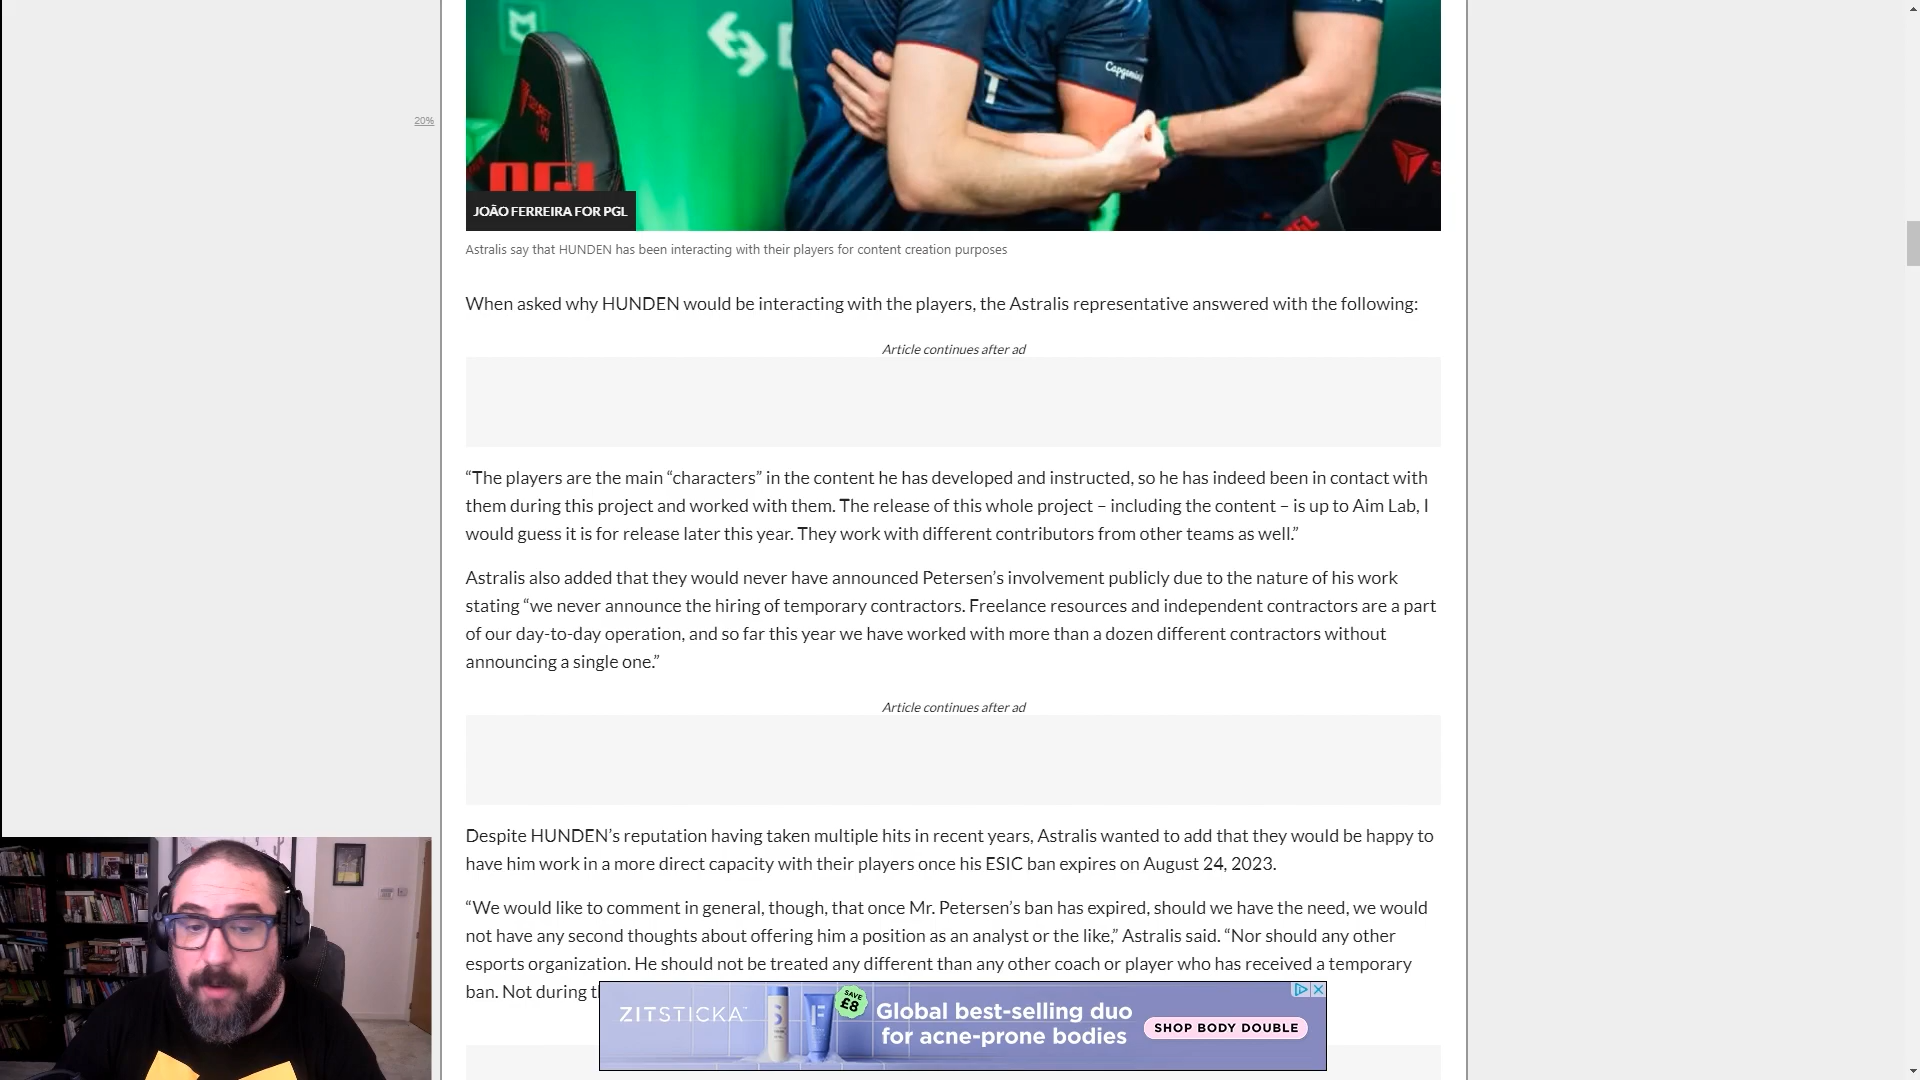 Capgemini
PGL
JOÃO FERREIRA FOR PGL
20%
Astralis say that HUNDEN has been interacting with their players for content creation purposes
When asked why HUNDEN would be interacting with the players, the Astralis representative answered with the following:
Article continues after ad
“The players are the main “characters” in the content he has developed and instructed, so he has indeed been in contact with
them during this project and worked with them. The release of this whole project – including the content – is up to Aim Lab, I
would guess it is for release later this year. They work with different contributors from other teams as well.”
Astralis also added that they would never have announced Petersen’s involvement publicly due to the nature of his work
stating “we never announce the hiring of temporary contractors. Freelance resources and independent contractors are a part
of our day-to-day operation, and so far this year we have worked with more than a dozen different contractors without
announcing a single one.”
Article continues after ad
Despite HUNDEN’s reputation having taken multiple hits in recent years, Astralis wanted to add that they would be happy to
have him work in a more direct capacity with their players once his ESIC ban expires on August 24, 2023.
“We would like to comment in general, though, that once Mr. Petersen’s ban has expired, should we have the need, we would
not have any second thoughts about offering him a position as an analyst or the like,” Astralis said. “Nor should any other
esports organization. He should not be treated any different than any other coach or player who has received a temporary
ban. Not during
ZITSTICKA
SAVE
£8
Global best-selling duo
for acne-prone bodies
SHOP BODY DOUBLE